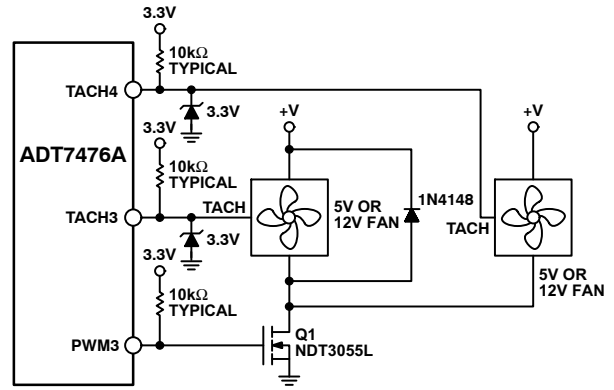 3.3V
10kΩ
TYPICAL
TACH4
3.3V
+V
+V
3.3V
ADT7476A
10kΩ
TYPICAL
1N4148
TACH
5V OR
12V FAN
TACH3
TACH
3.3V
3.3V
5V OR
12V FAN
10kΩ
TYPICAL
Q1
NDT3055L
PWM3